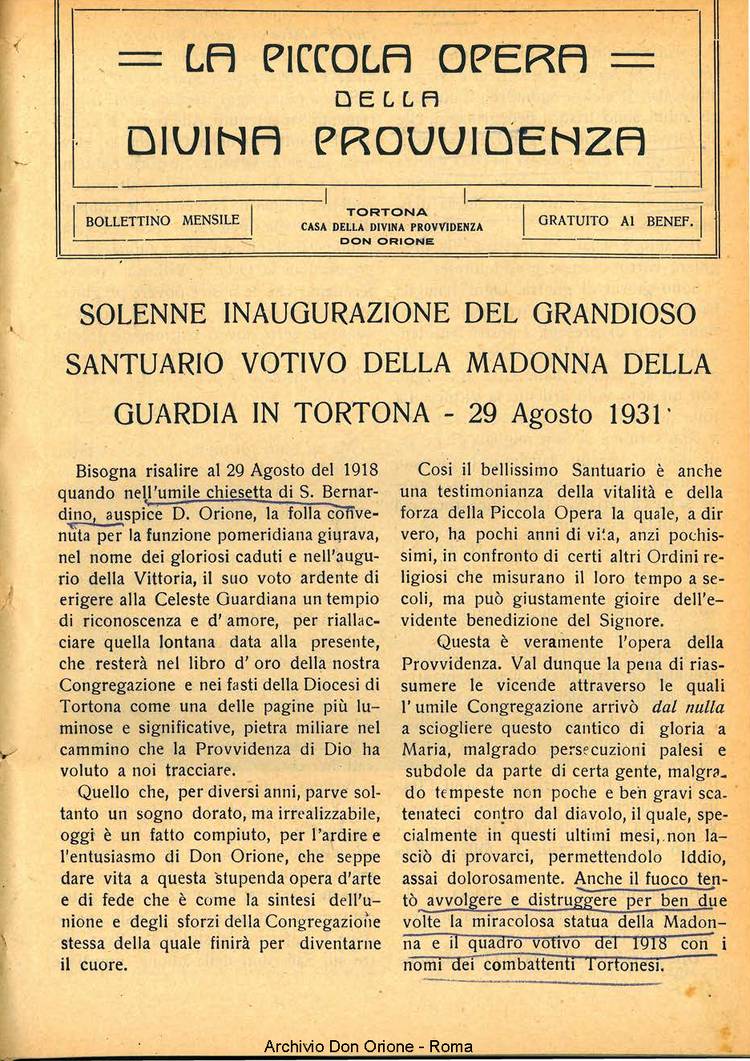 LA PICCOLA OPERA
DELLA
DIVINA PROVVIDENZA
BOLLETTINO MENSILE
TORTONA
CASA DELLA DIVINA PROVVIDENZA
DON ORIONE
GRATUITO AI BENEF.
SOLENNE INAUGURAZIONE DEL GRANDIOSO
SANTUARIO VOTIVO DELLA MADONNA DELLA
GUARDIA IN TORTONA - 29 Agosto 1931
Bisogna risalire al 29 Agosto del 1918
quando nell'umile chiesetta di S. Bernar-
dino, auspice D. Orione, la folla conve-
nuta per la funzione pomeridiana giurava,
nel nome dei gloriosi caduti e nell'augu-
rio della Vittoria, il suo voto ardente di
erigere alla Celeste Guardiana un tempio
di riconoscenza e d' amore, per riallac-
ciare quella lontana data alla presente,
che resterà nel libro d' oro della nostra
Congregazione e nei fasti della Diocesi di
Tortona come una delle pagine più lu-
minose e significative, pietra miliare nel
cammino che la Provvidenza di Dio ha
voluto a noi tracciare.
Quello che, per diversi anni, parve sol-
tanto un sogno dorato, ma irrealizzabile,
oggi è un fatto compiuto, per l'ardire e
l'entusiasmo di Don Orione, che seppe
dare vita a questa stupenda opera d'arte
e di fede che è come la sintesi dell'u-
nione e degli sforzi della Congregazione
stessa della quale finirà per diventarne
il cuore.
Così il bellissimo Santuario è anche
una testimonianza della vitalità e della
forza della Piccola Opera la quale, a dir
vero, ha pochi anni di vita, anzi pochis-
simi, in confronto di certi altri Ordini re-
ligiosi che misurano il loro tempo a se-
coli, ma può giustamente gioire dell'e-
vidente benedizione del Signore.
Questa è veramente l'opera della
Provvidenza. Val dunque la pena di rias-
sumere le vicende attraverso le quali
l' umile Congregazione arrivò dal nulla
a sciogliere questo cantico di gloria a
Maria, malgrado persecuzioni palesi e
subdole da parte di certa gente, malgra-
do tempeste non poche e ben gravi sca-
tenateci contro dal diavolo, il quale, spe-
cialmente in questi ultimi mesi, non la-
sciò di provarci, permettendolo Iddio,
assai dolorosamente. Anche il fuoco ten-
tò avvolgere e distruggere per ben due
volte la miracolosa statua della Madon-
na e il quadro votivo del 1918 con i
nomi dei combattenti Tortonesi.
Archivio Don Orione - Roma